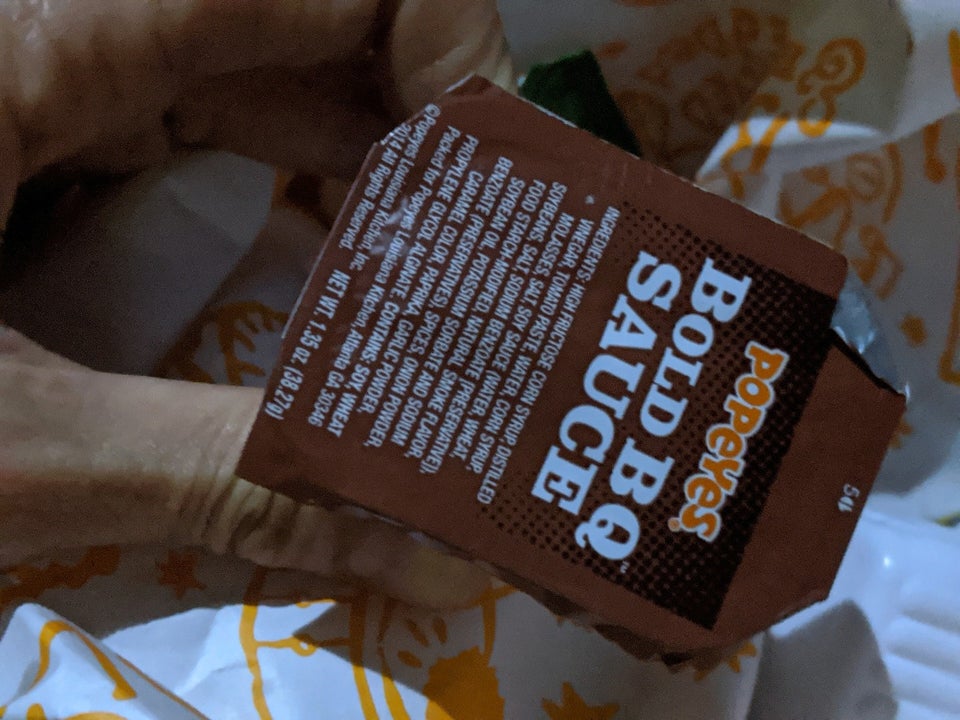 POPEYES®
BOLD BQ™
SAUCE
INGREDIENTS: HIGH FRUCTOSE CORN SYRUP, DISTILLED
VINEGAR, TOMATO PASTE, WATER, CORN SYRUP,
MOLASSES, SALT, SOY SAUCE (WATER, WHEAT,
SOYBEANS, SALT), SODIUM BENZOATE (PRESERVATIVE),
FOOD STARCH-MODIFIED, NATURAL SMOKE FLAVOR,
SOYBEAN OIL, POTASSIUM SORBATE AND SODIUM
BENZOATE (PRESERVATIVES), SPICES, ONION POWDER,
CARAMEL COLOR, PAPRIKA, GARLIC POWDER,
PROPYLENE GLYCOL ALGINATE. CONTAINS: SOY, WHEAT
Packed for Popeyes Louisiana Kitchen, Atlanta GA 30346
©Popeyes Louisiana Kitchen, Inc.
2014 All Rights Reserved NET WT. 1.35 oz. (38.27g)